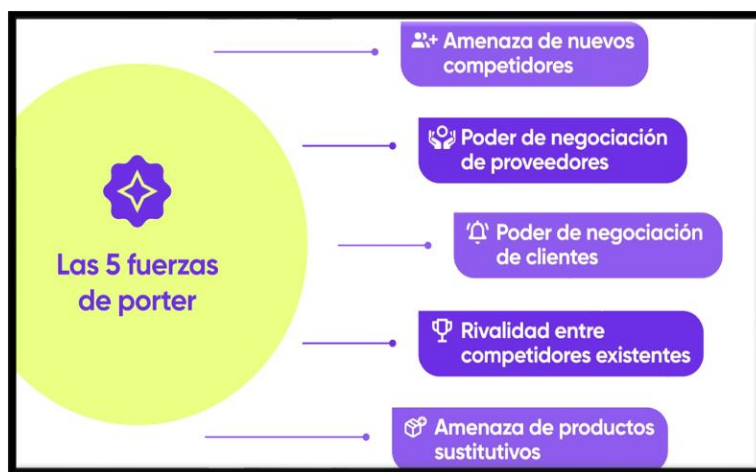 Las 5 fuerzas
de porter
Amenaza de nuevos
competidores
Poder de negociación
de proveedores
Poder de negociación
de clientes
Rivalidad entre
competidores existentes
Amenaza de productos
sustitutivos